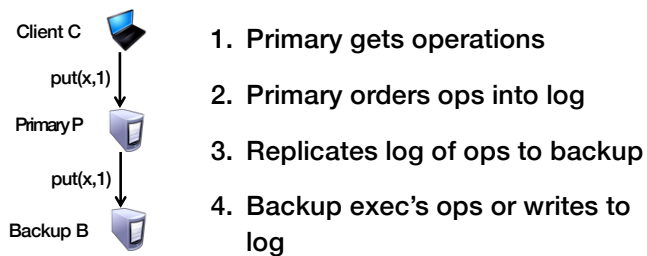 Client C
put(x,1)
Primary P
put(x,1)
Backup B
1. Primary gets operations
2. Primary orders ops into log
3. Replicates log of ops to backup
4. Backup exec's ops or writes to
log